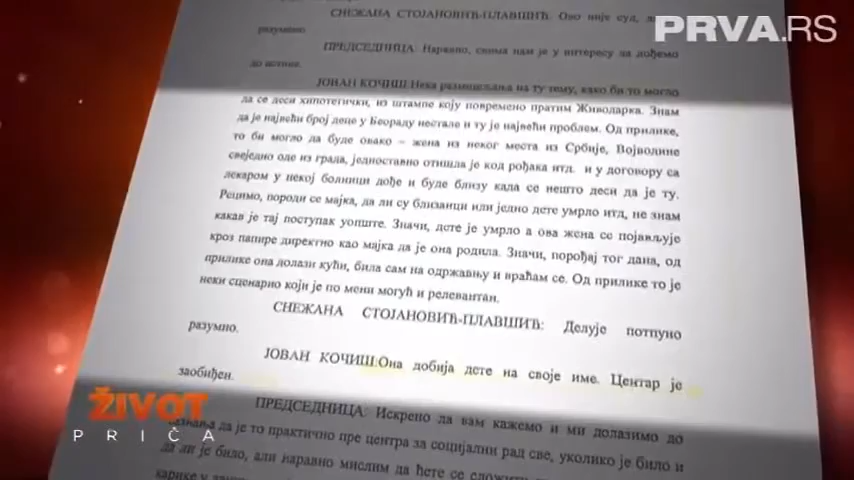 СНЕЖАНА СТОЈАНОВИЋ-ПЛАВШИЋ: Ово није суд,
PRVA.RS
разумно.
ПРЕДСЕДНИЦА: Наравно, свима нам је у интересу да дођемо
до истине.
ЈОВАН КОЧИШ: Нека размишљања на ту тему, како би то могло
да се деси хипотетички, из штампе коју повремено пратим Живодарка. Знам
да је највећи број деце у Београду нестале и ту је највећи проблем. Од прилике,
то би могло да буде овако – жена из неког места из Србије, Војводине
свеједно оде из града, једноставно отишла је код рођака итд. и у договору са
лекаром у некој болници дође и буде близу када се нешто деси да је ту.
Рецимо, породи се мајка, да ли су близанци или једно дете умрло итд, не знам
какав је тај поступак уопште. Значи, дете је умрло а ова жена се појављује
кроз папире директно као мајка да је она родила. Значи, порођај тог дана, од
прилике она долази кући, била сам на одржавњу и враћам се. Од прилике то је
неки сценарио који је по мени могућ и релевантан.
СНЕЖАНА СТОЈАНОВИЋ-ПЛАВШИЋ: Делује потпуно
разумно.
ЈОВАН КОЧИШ:Она добија дете на своје име. Центар је
заобиђен.
ПРЕДСЕДНИЦА: Искрено да вам кажемо и ми долазимо до
да је то практично пре центра за социјални рад све, уколико је било и
да ли је било, али наравно мислим да ћете се сложити
карике у
ŽIVOT
PRIČA